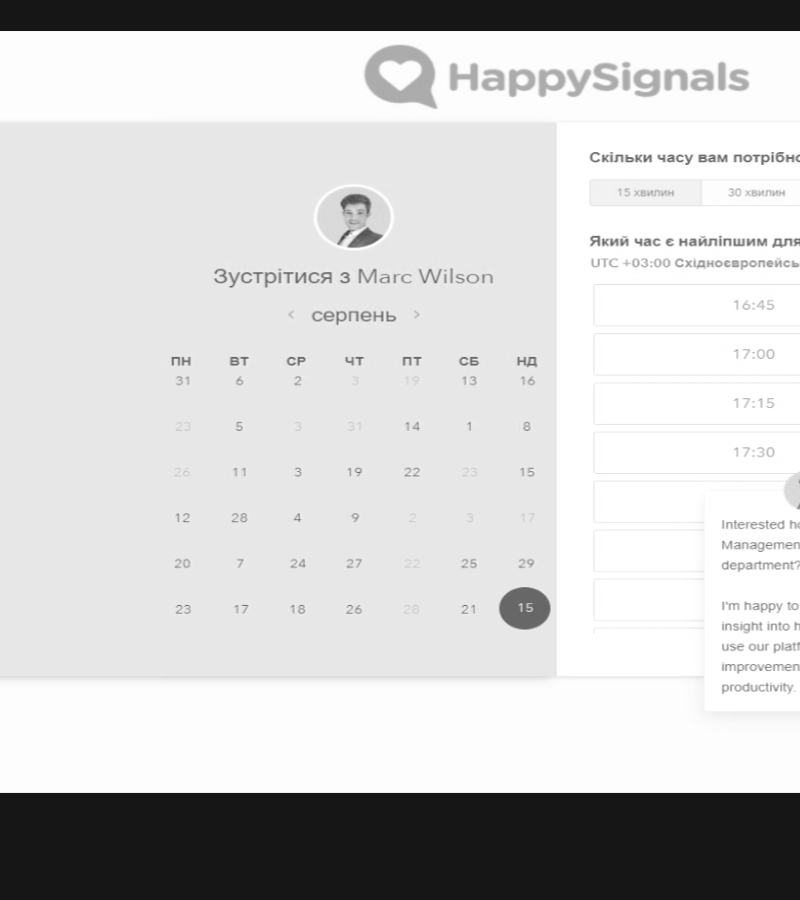 HappySignals
Зустрітися з Marc Wilson
‹ серпень ›
ПН ВТ СР ЧТ ПТ СБ НД
31 6 2 3 19 13 16
23 5 3 31 14 1 8
26 11 3 19 22 23 15
12 28 4 9 2 3 17
20 7 24 27 22 25 29
23 17 18 26 28 21 15
Скільки часу вам потрібно
15 хвилин 30 хвилин
Який час є найліпшим для
UTC +03:00 Східноєвропейсь
16:45
17:00
17:15
17:30
Interested ho
Managemen
department?
I'm happy to
insight into h
use our platf
improvemen
productivity.